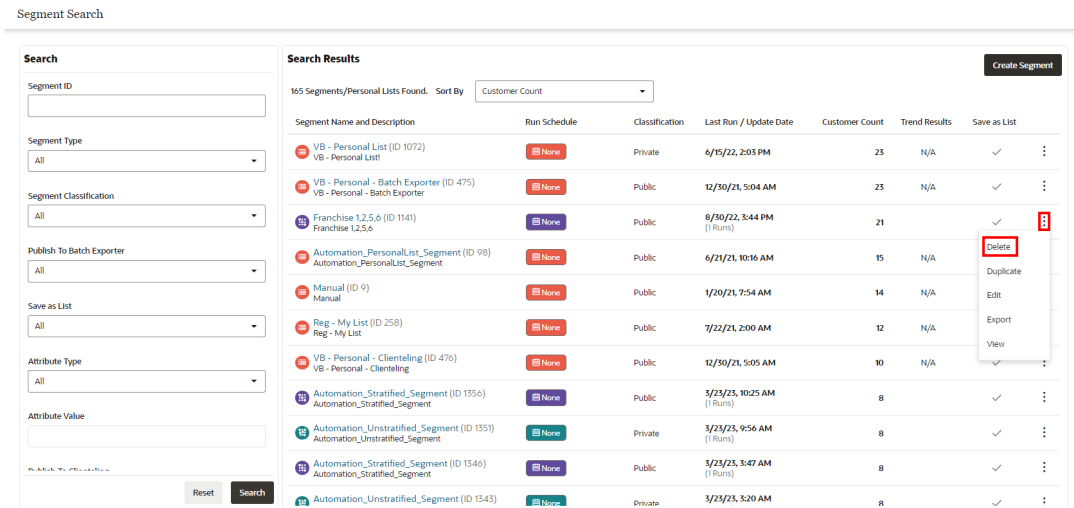 Segment Search
Search
Segment ID
Segment Type
All
Segment Classification
All
Publish To Batch Exporter
All
Save as List
All
Attribute Type
All
Attribute Value
Publish To Clienteling
Reset Search
Search Results
Create Segment
165 Segments/Personal Lists Found. Sort By Customer Count
Segment Name and Description Run Schedule Classification Last Run / Update Date Customer Count Trend Results Save as List
VB - Personal List (ID 1072)
VB - Personal List!
None Private 6/15/22, 2:03 PM 23 N/A
VB - Personal - Batch Exporter (ID 475)
VB - Personal - Batch Exporter
None Public 12/30/21, 5:04 AM 23 N/A
Franchise 1,2,5,6 (ID 1141)
Franchise 1,2,5,6
None Public 8/30/22, 3:44 PM 21
(1 Runs)
Automation_PersonalList_Segment (ID 98)
Automation_PersonalList_Segment
None Public 6/21/21, 10:16 AM 15 N/A
Manual (ID 9)
Manual
None Public 1/20/21, 7:54 AM 14 N/A
Reg - My List (ID 258)
Reg - My List
None Public 7/22/21, 2:00 AM 12 N/A
VB - Personal - Clienteling (ID 476)
VB - Personal - Clienteling
None Public 12/30/21, 5:05 AM 10 N/A
Automation_Stratified_Segment (ID 1356)
Automation_Stratified_Segment
None Public 3/23/23, 10:25 AM 8
(1 Runs)
Automation_Unstratified_Segment (ID 1351)
Automation_Unstratified_Segment
None Private 3/23/23, 9:56 AM 8
(1 Runs)
Automation_Stratified_Segment (ID 1346)
Automation_Stratified_Segment
None Public 3/23/23, 3:47 AM 8
(1 Runs)
Automation_Unstratified_Segment (ID 1343)
None Private 3/23/23, 3:20 AM 8
Delete
Duplicate
Edit
Export
View